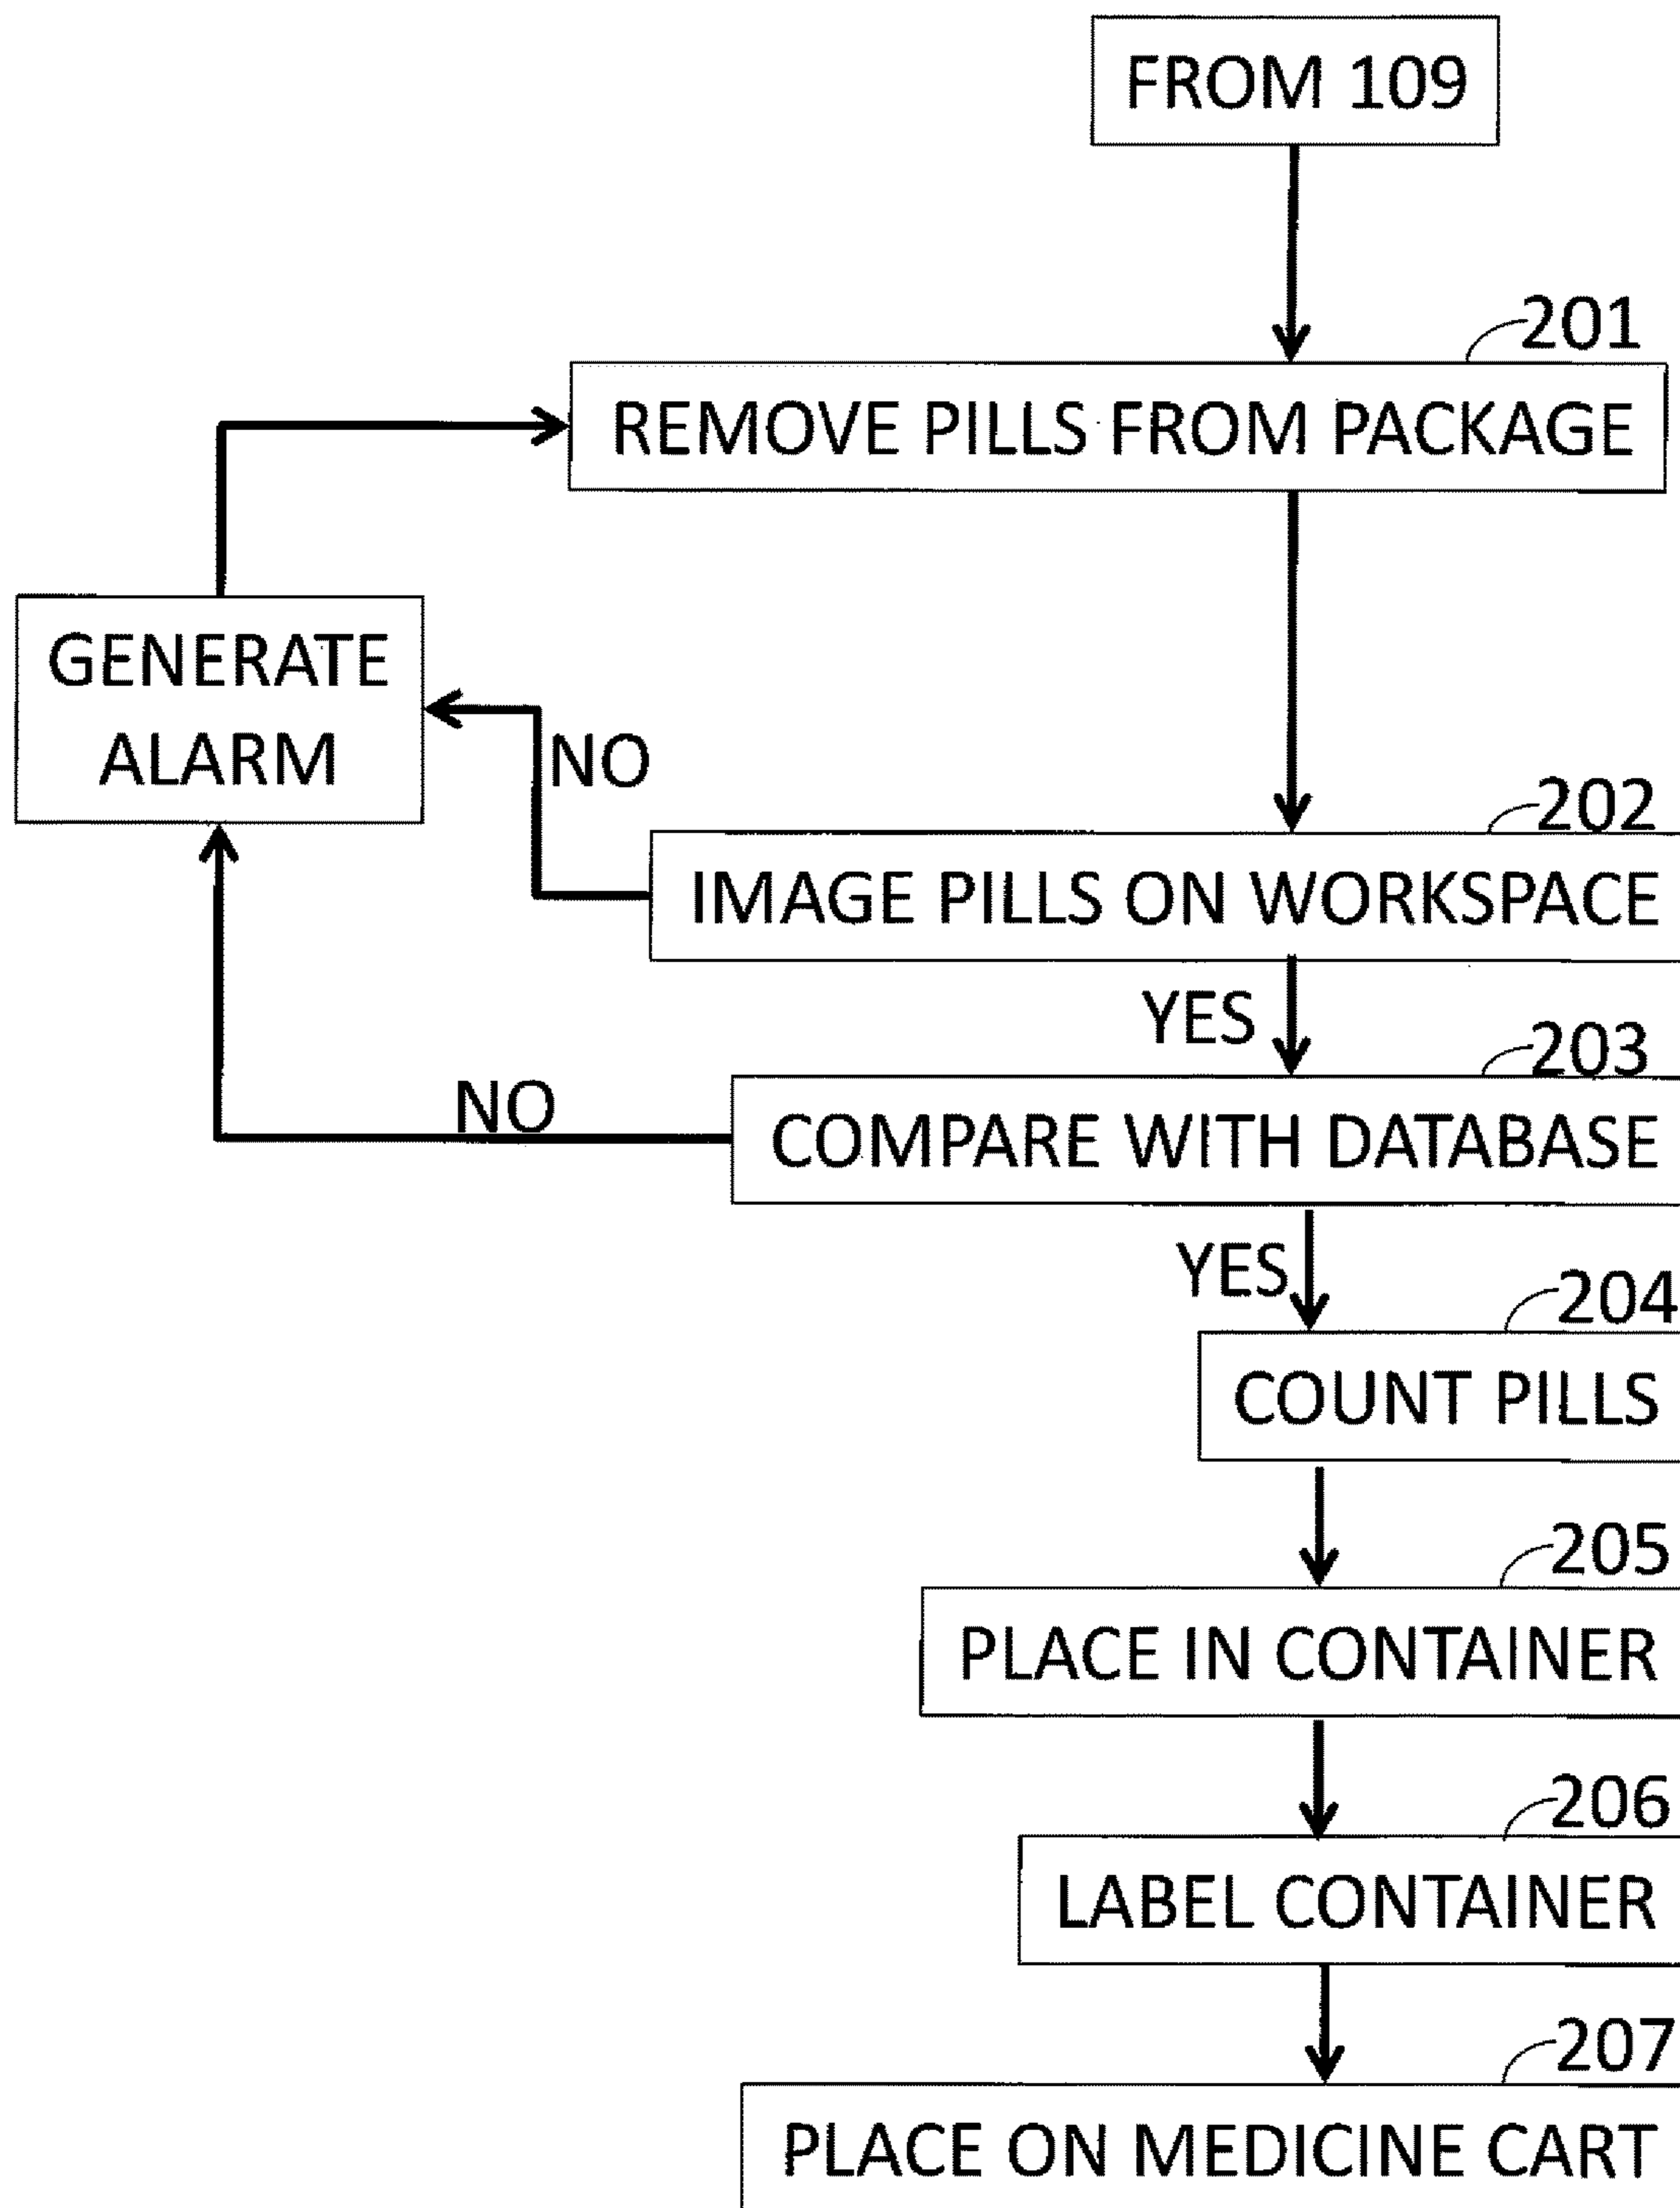 FROM 109
201
REMOVE PILLS FROM PACKAGE
GENERATE
ALARM
NO
202
IMAGE PILLS ON WORKSPACE
YES
203
NO
COMPARE WITH DATABASE
YES
204
COUNT PILLS
205
PLACE IN CONTAINER
206
LABEL CONTAINER
207
PLACE ON MEDICINE CART